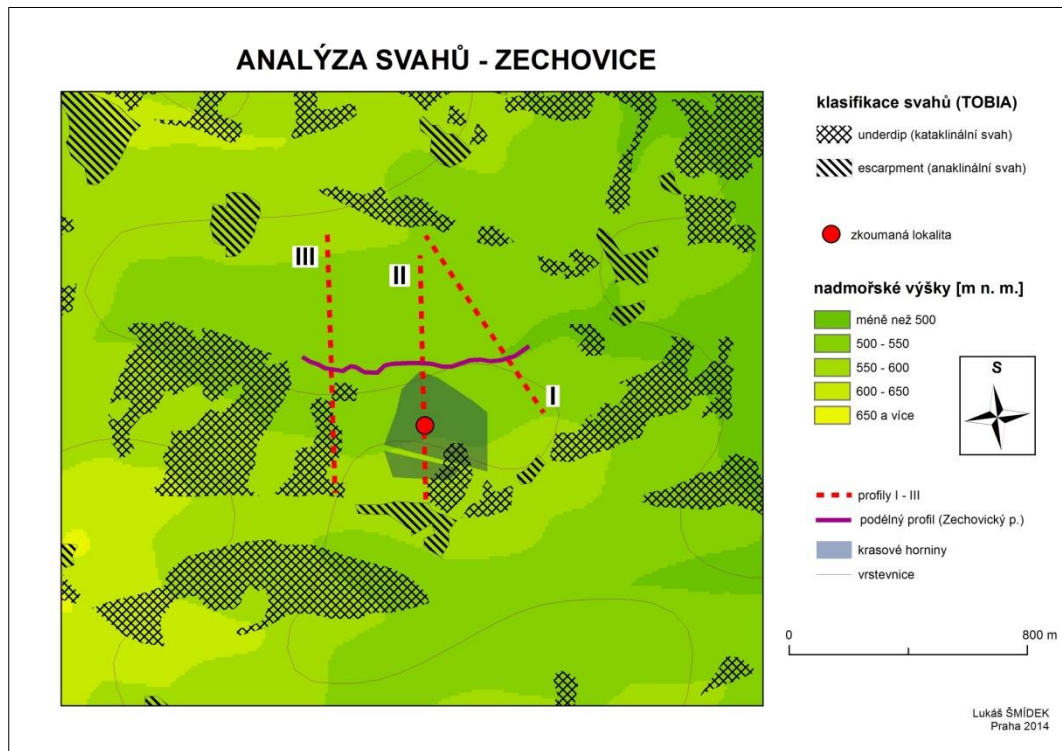 ANALÝZA SVAHŮ - ZECHOVICE
III
II
I
klasifikace svahů (TOBIA)
underdip (kataklinální svah)
escarpment (anaklinální svah)
zkoumaná lokalita
nadmořské výšky [m n. m.]
méně než 500
500 - 550
550 - 600
600 - 650
650 a více
S
profily I - III
podélný profil (Zechovický p.)
krasové horniny
vrstevnice
0
800 m
Lukáš ŠMÍDEK
Praha 2014